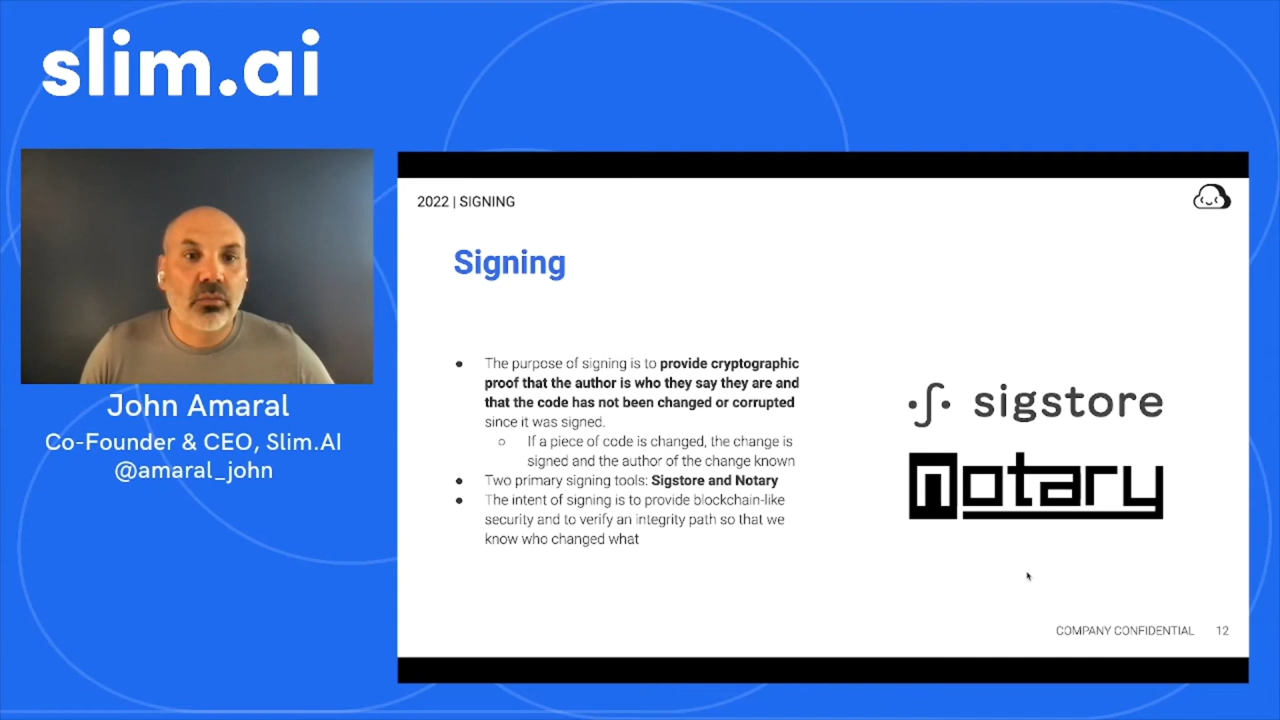 slim.ai
John Amaral
Co-Founder & CEO, Slim.AI
@amaral_john
2022 | SIGNING
Signing
The purpose of signing is to provide cryptographic
proof that the author is who they say they are and
that the code has not been changed or corrupted
since it was signed.
If a piece of code is changed, the change is
signed and the author of the change known
Two primary signing tools: Sigstore and Notary
The intent of signing is to provide blockchain-like
security and to verify an integrity path so that we
know who changed what
sigstore
notary
COMPANY CONFIDENTIAL 12